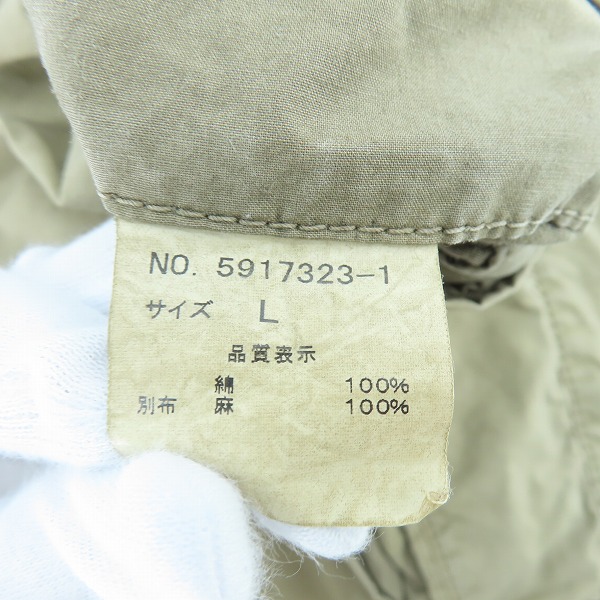 NO. 5917323-1
サイズ L
品質表示
綿 100%
別布 麻 100%